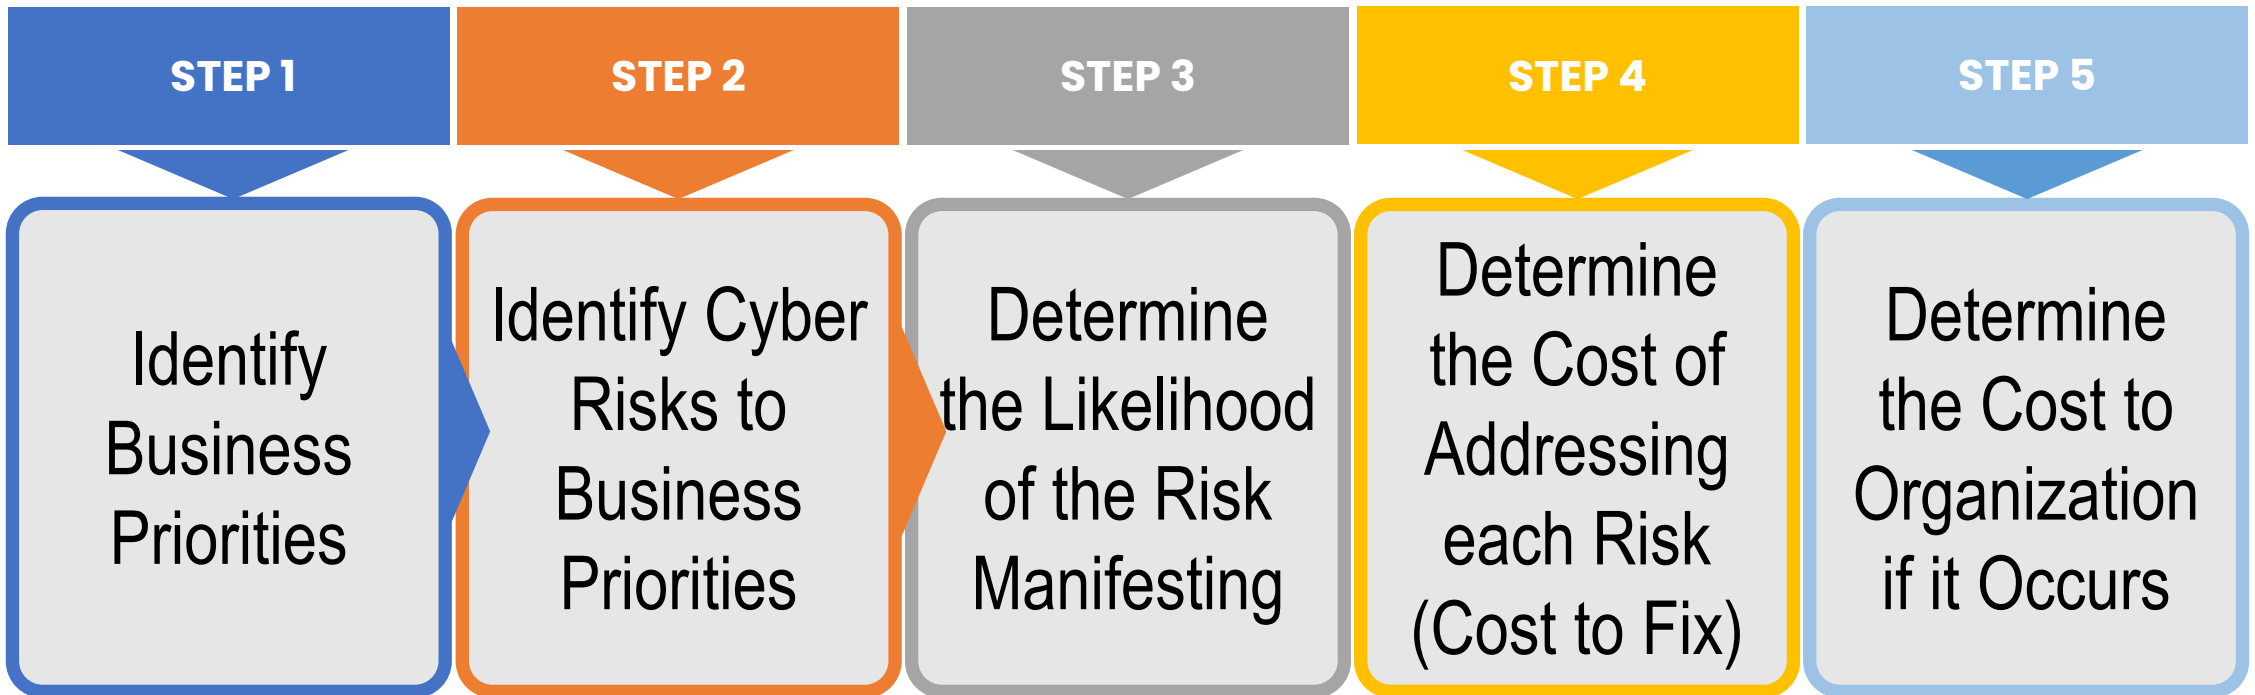 STEP 1
STEP 2
STEP 3
STEP 4
STEP 5
Identify
Business
Priorities
Identify Cyber
Risks to
Business
Priorities
Determine
the Likelihood
of the Risk
Manifesting
Determine
the Cost of
Addressing
each Risk
(Cost to Fix)
Determine
the Cost to
Organization
if it Occurs